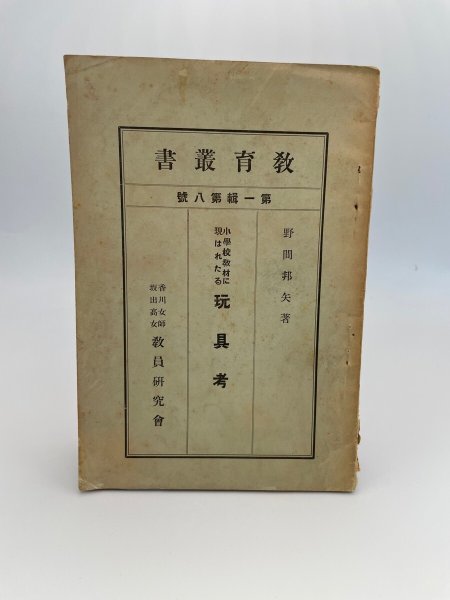 教育叢書
第一輯第八號
野間邦矢著
小學校教材に
現はれたる
玩具考
香川女師
坂出高女
教員研究會